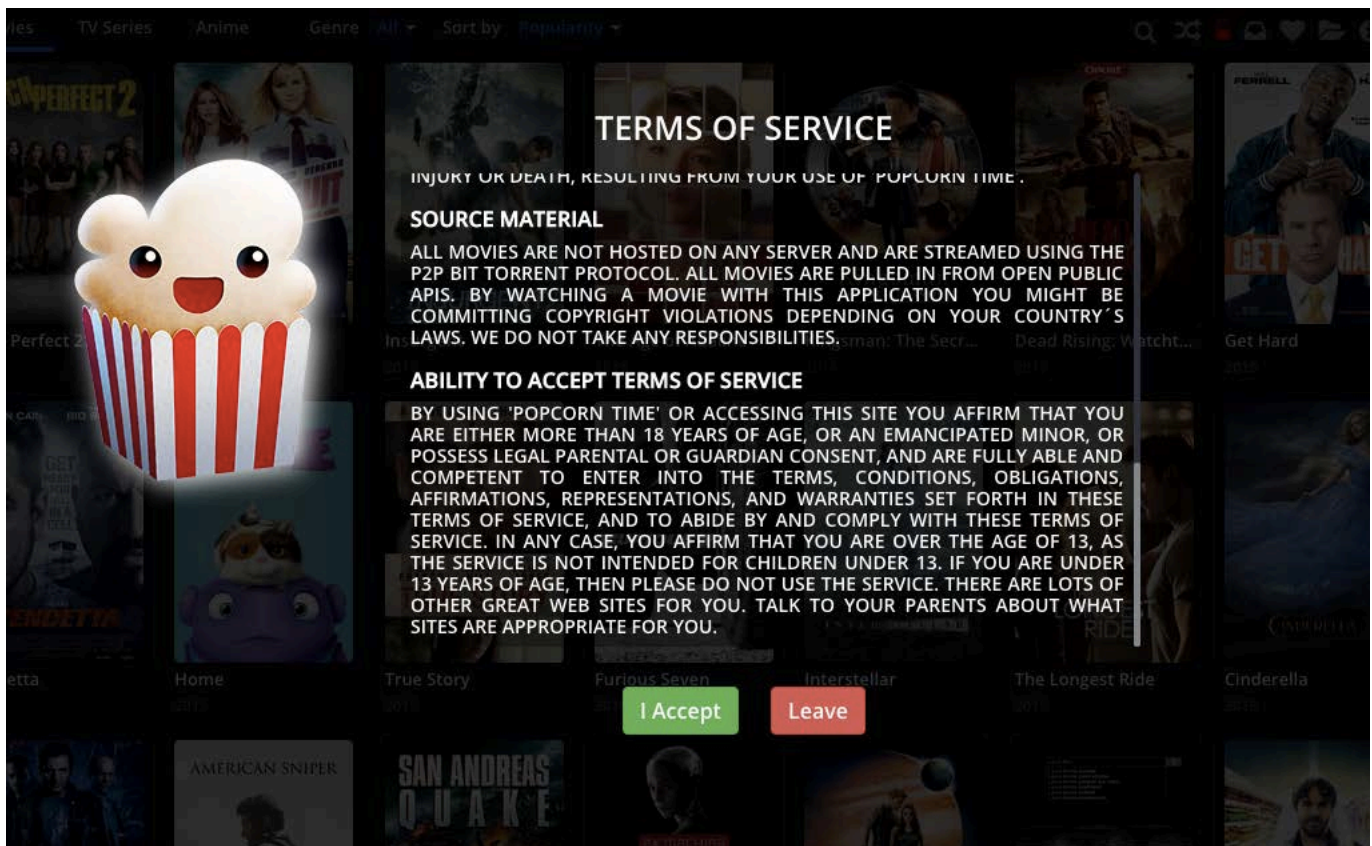 TV Series Anime Genre All Sort by Popularity
TERMS OF SERVICE
INJURY OR DEATH, RESULTING FROM YOUR USE OF 'POPCORN TIME'.
SOURCE MATERIAL
ALL MOVIES ARE NOT HOSTED ON ANY SERVER AND ARE STREAMED USING THE
P2P BIT TORRENT PROTOCOL. ALL MOVIES ARE PULLED IN FROM OPEN PUBLIC
APIS. BY WATCHING A MOVIE WITH THIS APPLICATION YOU MIGHT BE
COMMITTING COPYRIGHT VIOLATIONS DEPENDING ON YOUR COUNTRY´S
LAWS. WE DO NOT TAKE ANY RESPONSIBILITIES.
ABILITY TO ACCEPT TERMS OF SERVICE
BY USING 'POPCORN TIME' OR ACCESSING THIS SITE YOU AFFIRM THAT YOU
ARE EITHER MORE THAN 18 YEARS OF AGE, OR AN EMANCIPATED MINOR, OR
POSSESS LEGAL PARENTAL OR GUARDIAN CONSENT, AND ARE FULLY ABLE AND
COMPETENT TO ENTER INTO THE TERMS, CONDITIONS, OBLIGATIONS,
AFFIRMATIONS, REPRESENTATIONS, AND WARRANTIES SET FORTH IN THESE
TERMS OF SERVICE, AND TO ABIDE BY AND COMPLY WITH THESE TERMS OF
SERVICE. IN ANY CASE, YOU AFFIRM THAT YOU ARE OVER THE AGE OF 13, AS
THE SERVICE IS NOT INTENDED FOR CHILDREN UNDER 13. IF YOU ARE UNDER
13 YEARS OF AGE, THEN PLEASE DO NOT USE THE SERVICE. THERE ARE LOTS OF
OTHER GREAT WEB SITES FOR YOU. TALK TO YOUR PARENTS ABOUT WHAT
SITES ARE APPROPRIATE FOR YOU.
I Accept Leave
FERRELL
Perfect 2
Dead Rising: Watcht...
Get Hard
Home
True Story
Furious Seven
Interstellar
The Longest Ride
Cinderella
AMERICAN SNIPER
SAN ANDREAS
QUAKE